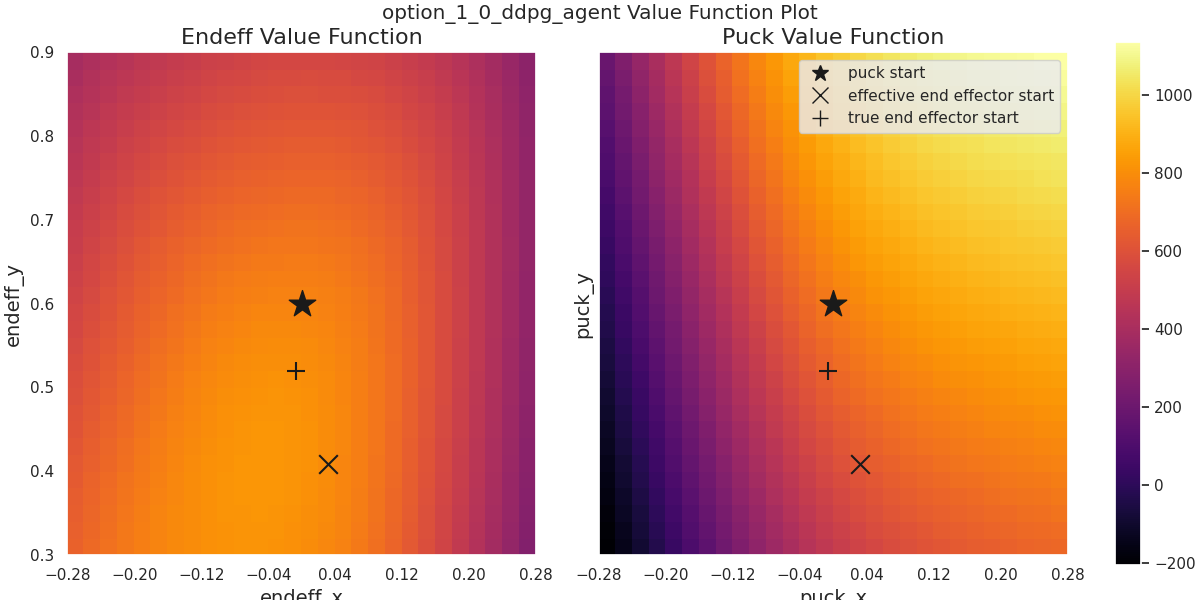 option_1_0_ddpg_agent Value Function Plot
Endeff Value Function
Puck Value Function
puck start
effective end effector start
true end effector start
0.9
0.8
0.7
0.6
0.5
0.4
0.3
endeff_y
−0.28 −0.20 −0.12 −0.04 0.04 0.12 0.20 0.28
endeff_x
puck_y
−0.28 −0.20 −0.12 −0.04 0.04 0.12 0.20 0.28
puck_x
1000
800
600
400
200
0
−200